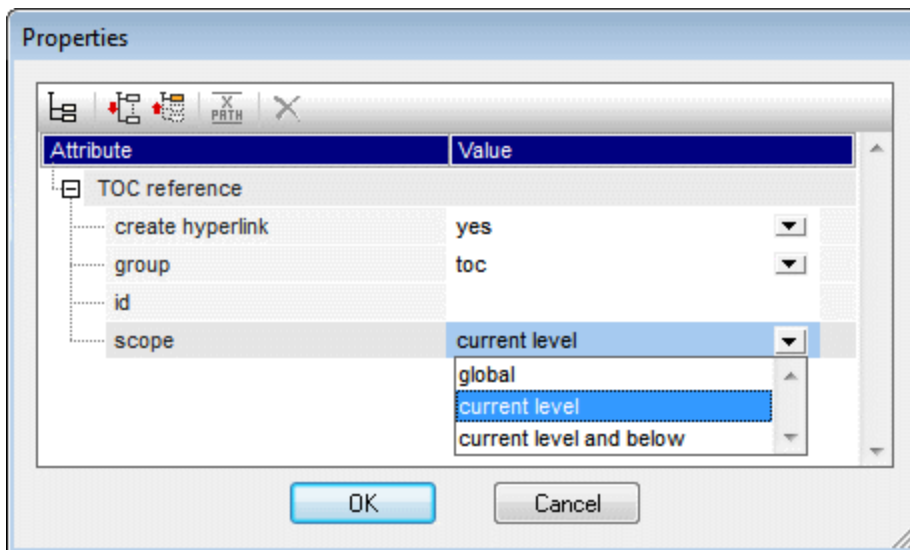 Properties
X
PATH
Attribute Value
TOC reference
create hyperlink yes
group toc
id
scope current level
global
current level
current level and below
OK Cancel